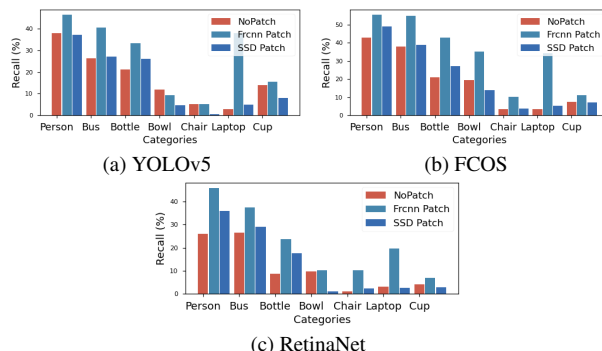 NoPatch
Frcnn Patch
SSD Patch
Recall (%)
40
30
20
10
0
Person Bus Bottle Bowl Chair Laptop Cup
Categories
(a) YOLOv5
NoPatch
Frcnn Patch
SSD Patch
Recall (%)
50
40
30
20
10
0
Person Bus Bottle Bowl Chair Laptop Cup
Categories
(b) FCOS
NoPatch
Frcnn Patch
SSD Patch
Recall (%)
40
30
20
10
0
Person Bus Bottle Bowl Chair Laptop Cup
Categories
(c) RetinaNet